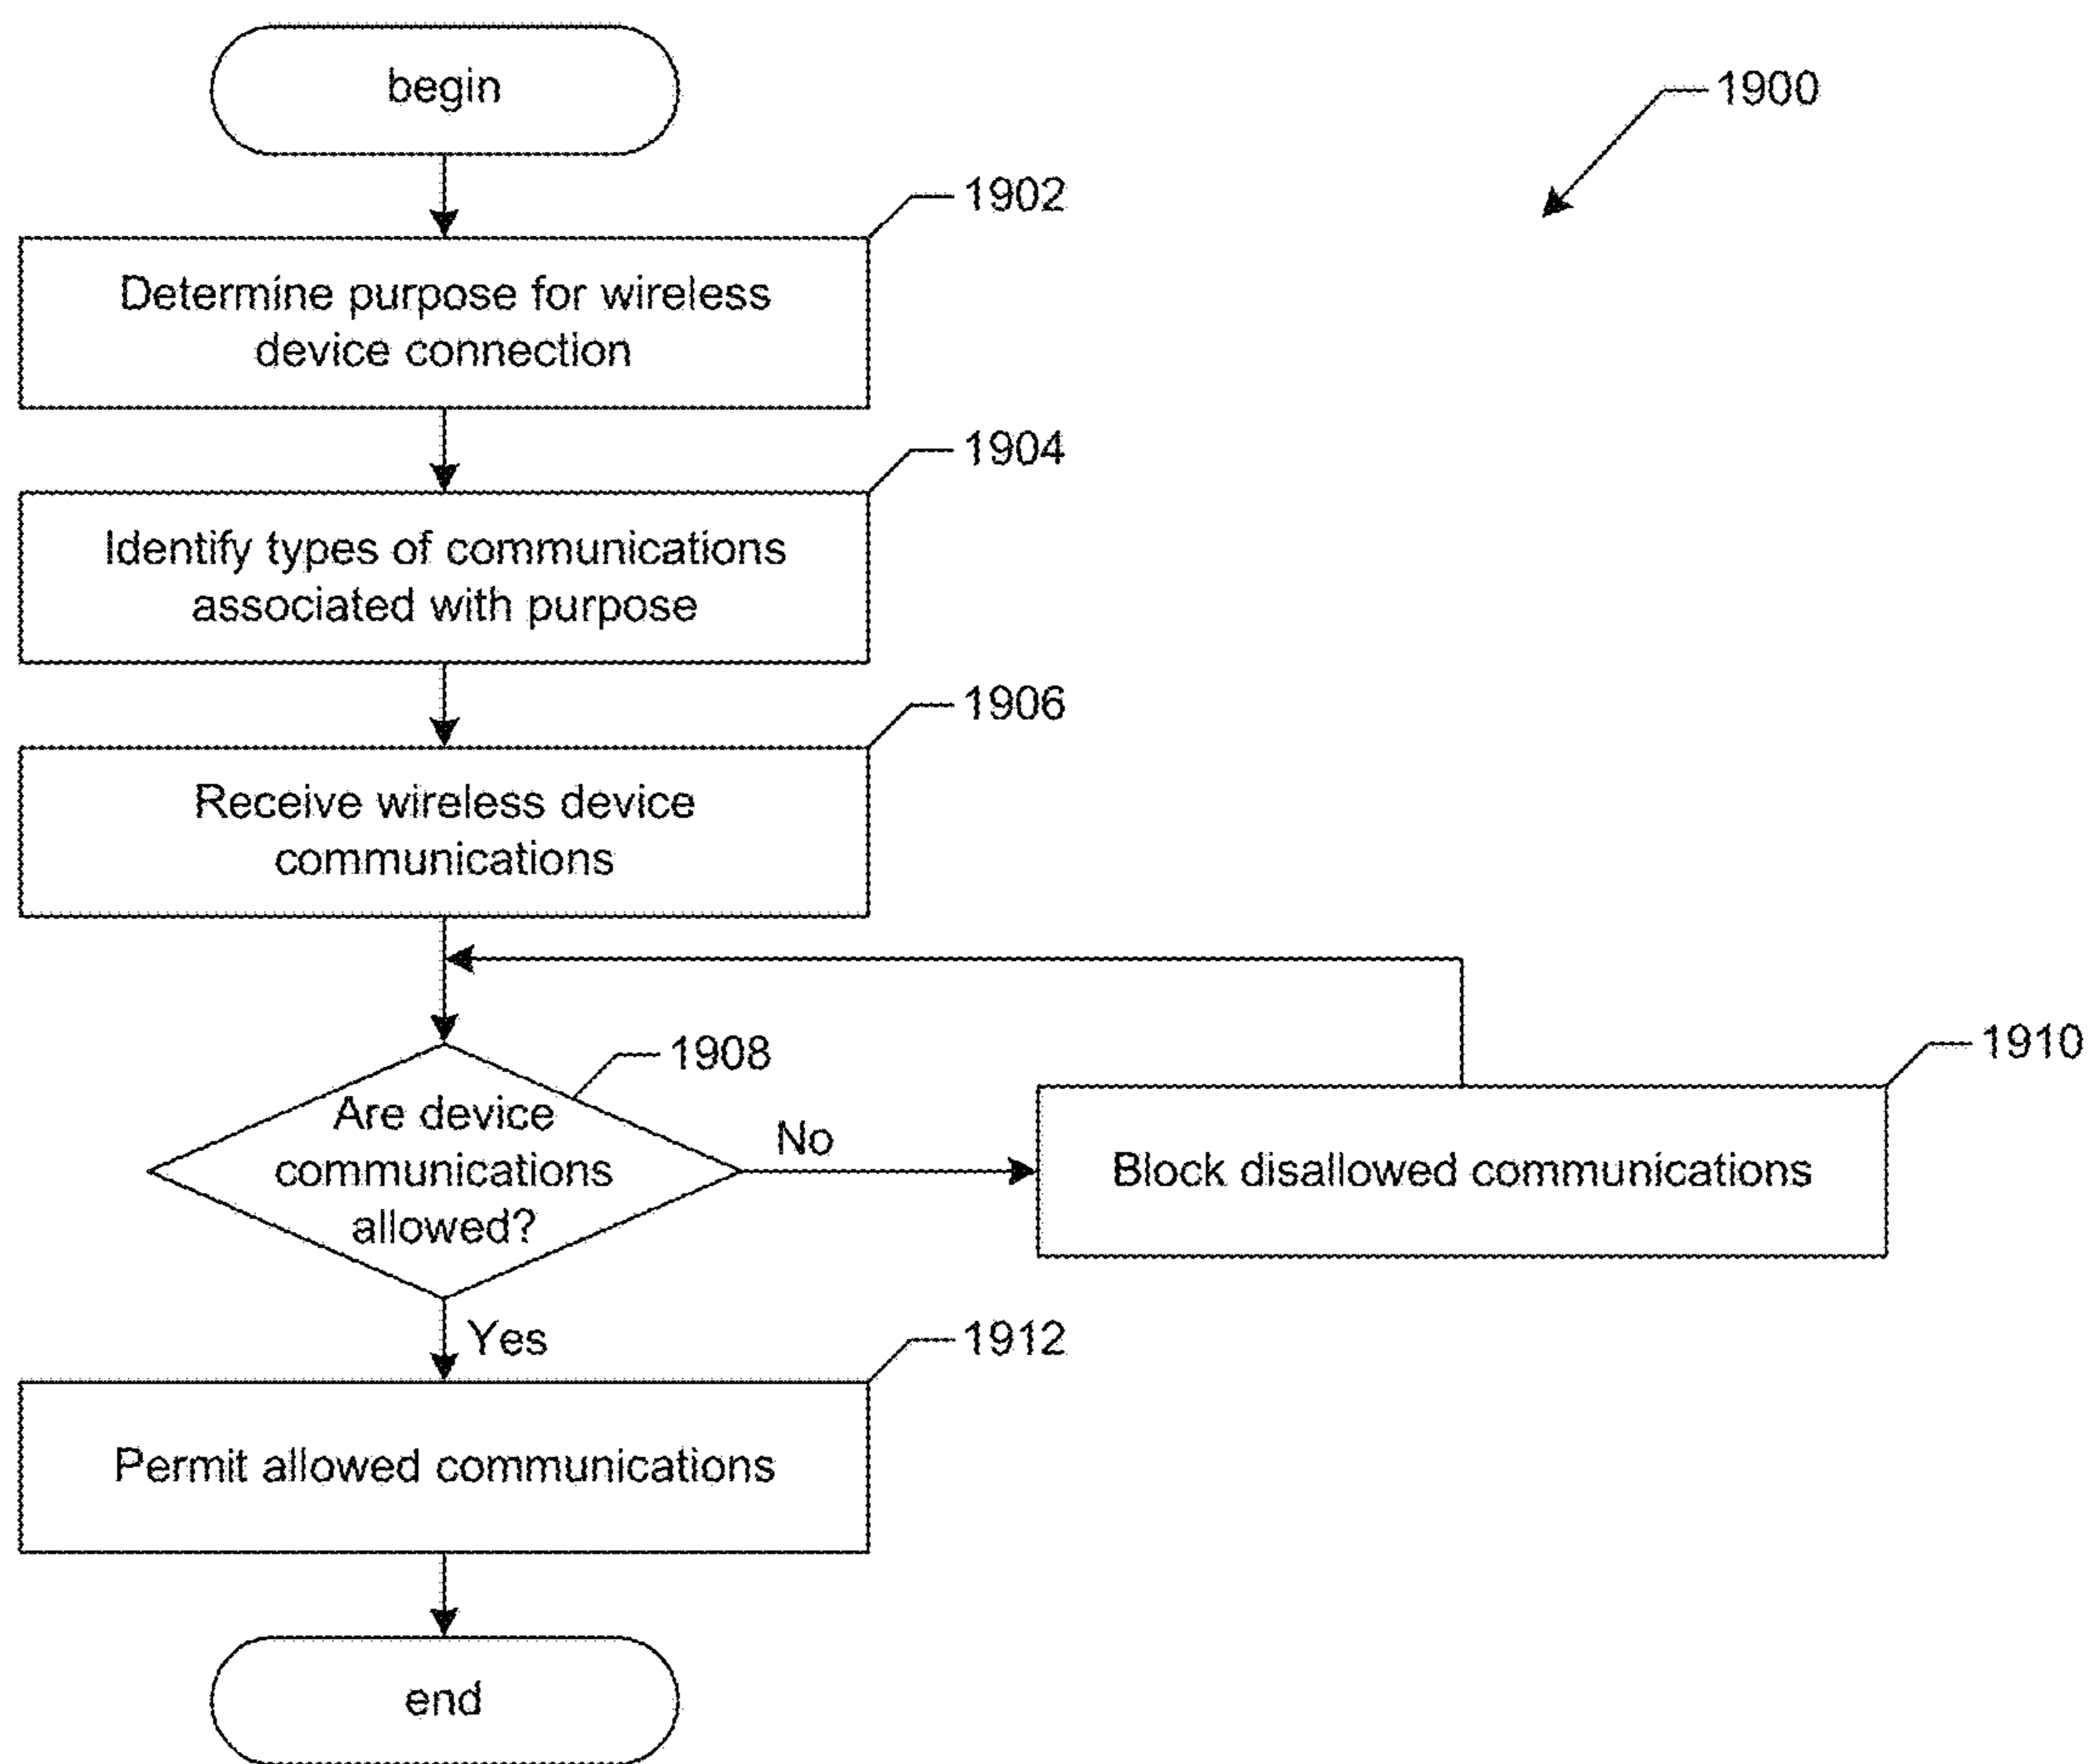 begin
1900
1902
Determine purpose for wireless
device connection
1904
Identify types of communications
associated with purpose
1906
Receive wireless device
communications
1908
Are device
communications
allowed?
No
1910
Block disallowed communications
Yes
1912
Permit allowed communications
end